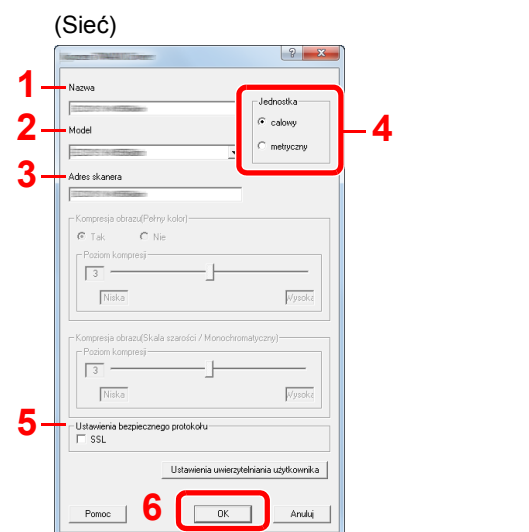 (Sieć)
1
Nazwa
Jednostka
calowy
4
2
Model
metryczny
3
Adres skanera
Kompresja obrazu(Pełny kolor)
Tak Nie
Poziom kompresji
3
Niska Wysoka
Kompresja obrazu(Skala szarości / Monochromatyczny)
Poziom kompresji
3
Niska Wysoka
5
Ustawienia bezpiecznego protokołu
SSL
Ustawienia uwierzytelniania użytkownika
Pomoc 6 OK Anuluj